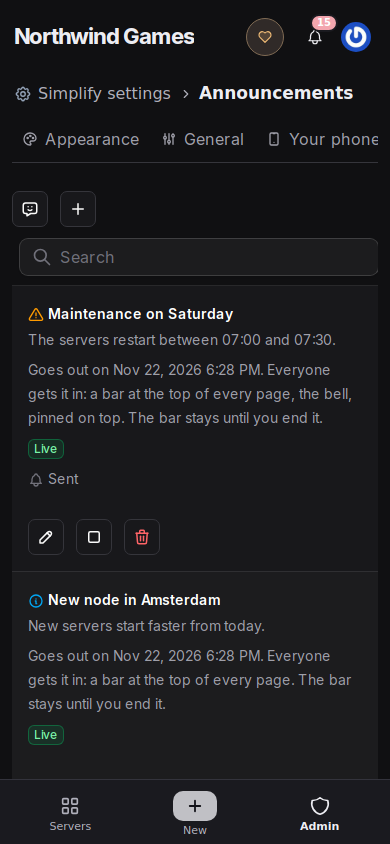 Northwind Games
15
Simplify settings > Announcements
Appearance General Your phone
Search
Maintenance on Saturday
The servers restart between 07:00 and 07:30.
Goes out on Nov 22, 2026 6:28 PM. Everyone
gets it in: a bar at the top of every page, the bell,
pinned on top. The bar stays until you end it.
Live
Sent
New node in Amsterdam
New servers start faster from today.
Goes out on Nov 22, 2026 6:28 PM. Everyone
gets it in: a bar at the top of every page. The bar
stays until you end it.
Live
Servers New Admin